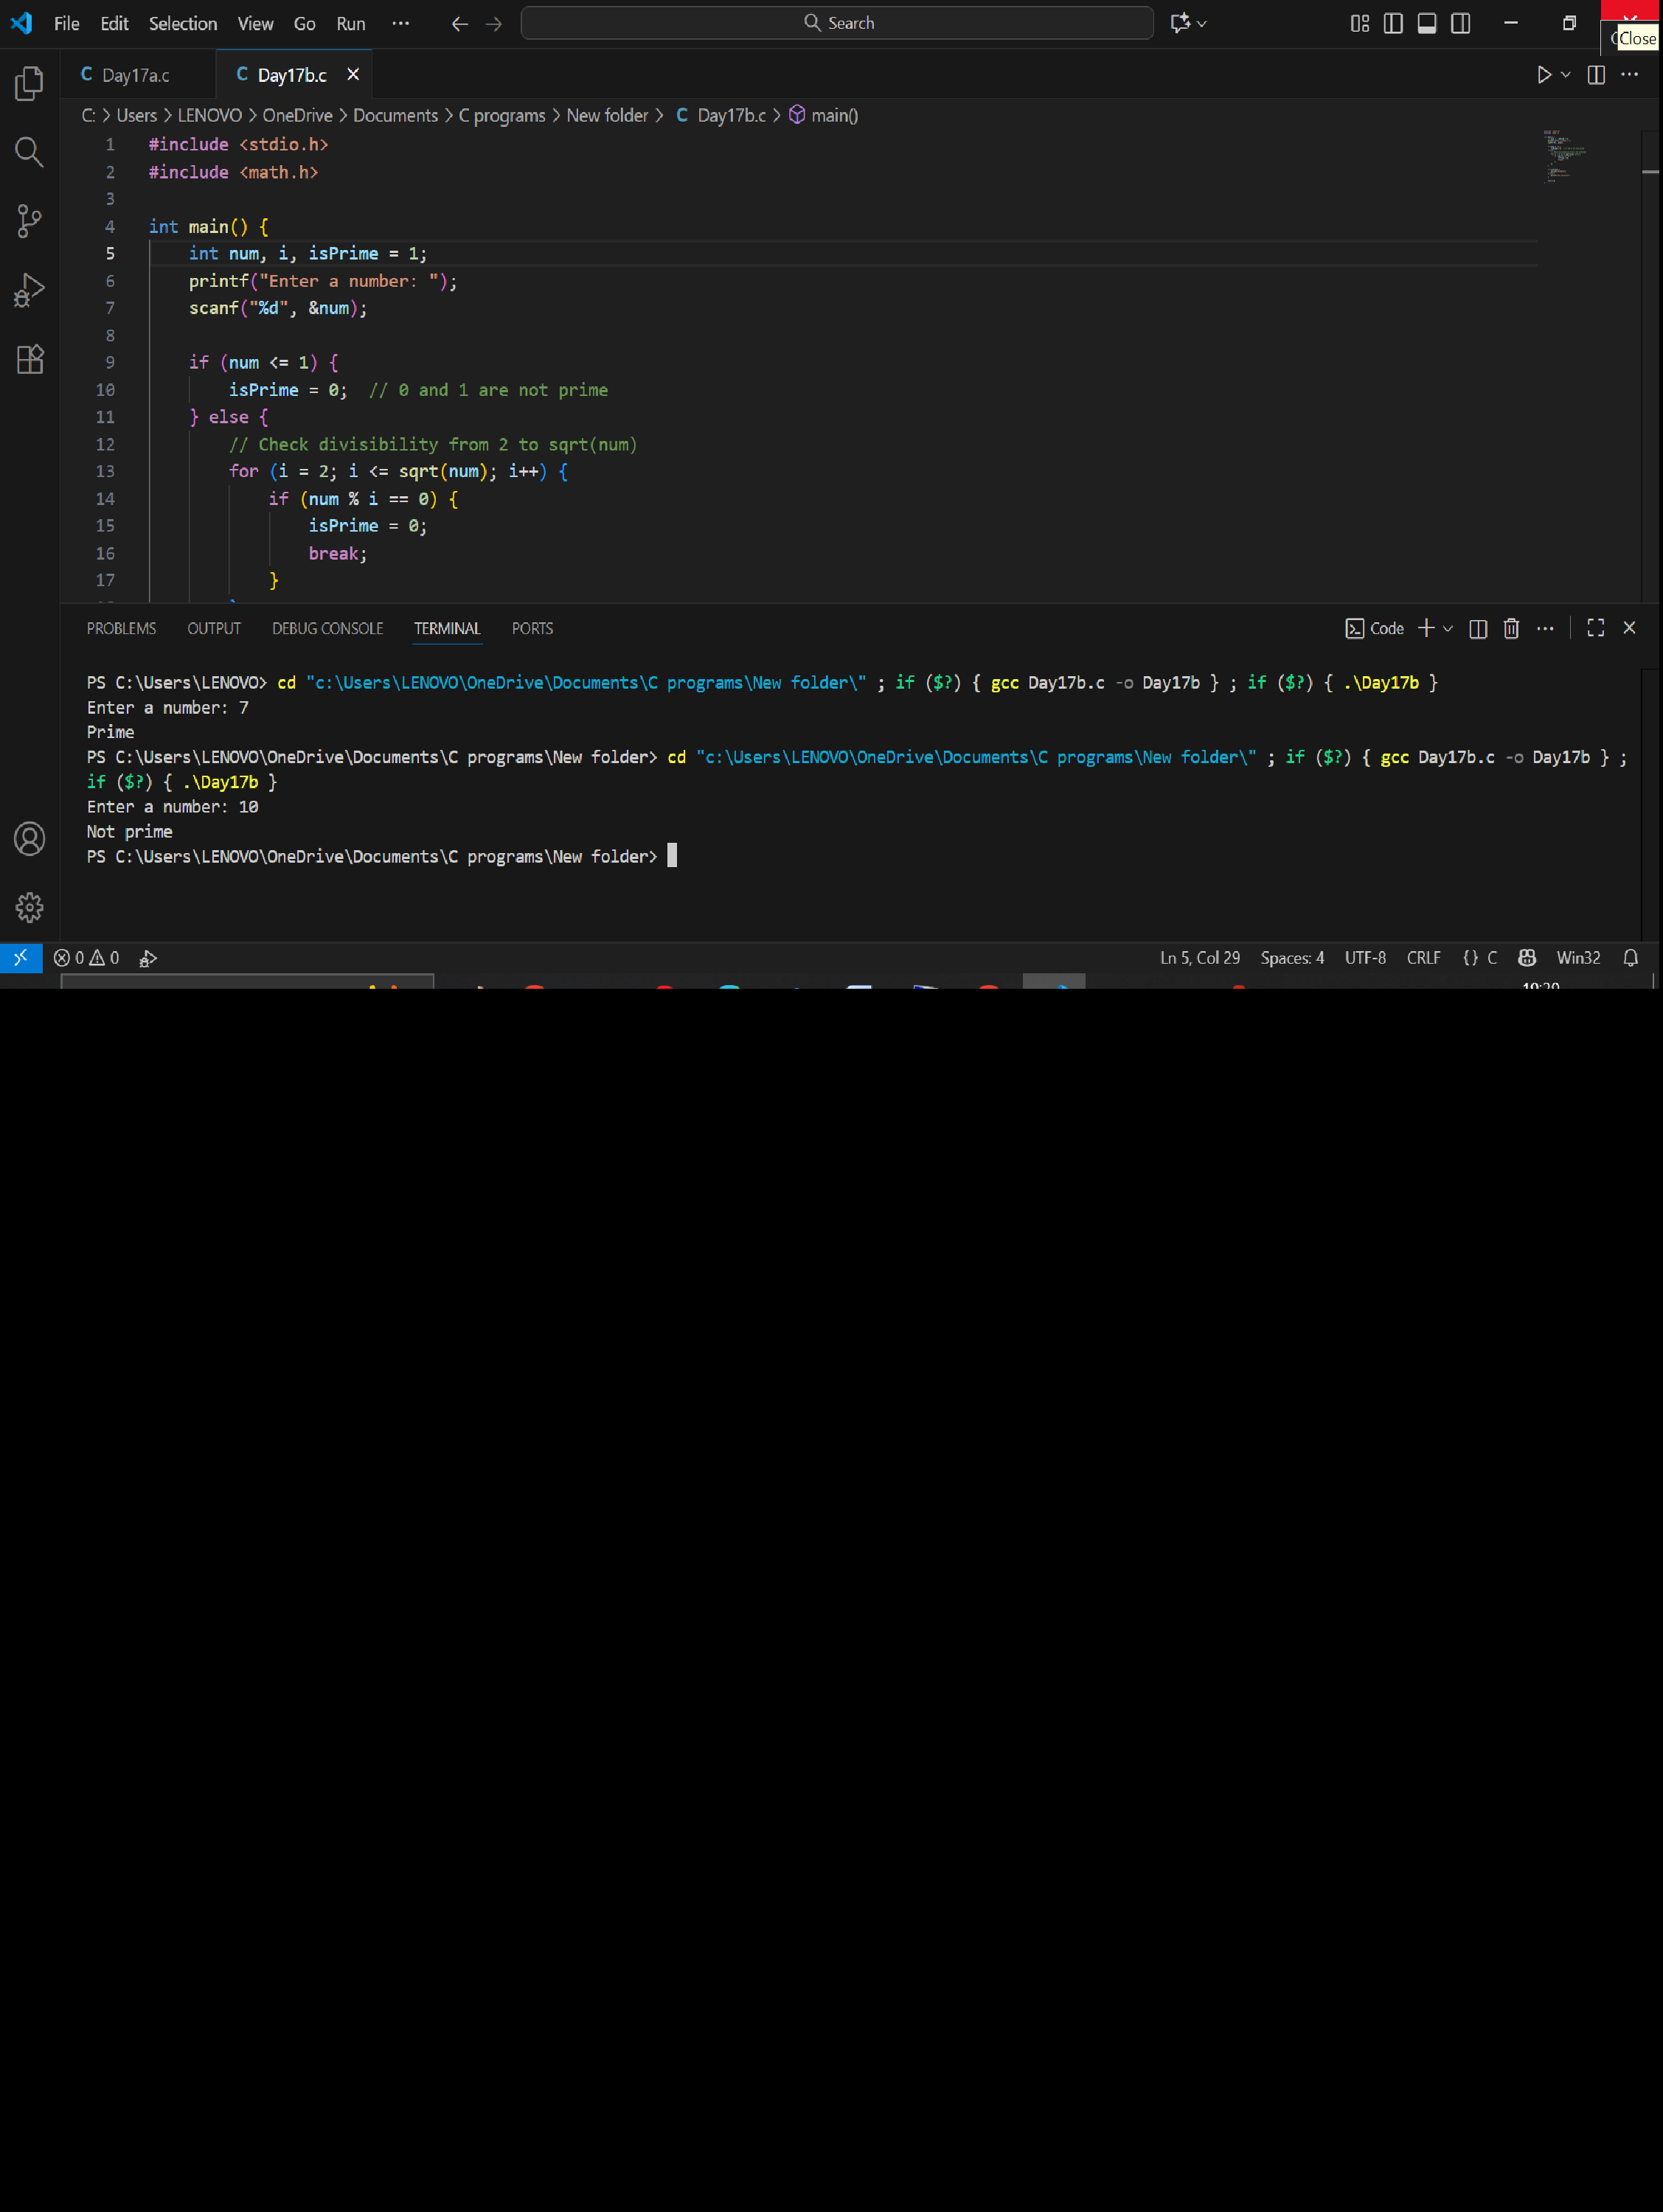 File Edit Selection View Go Run ··· Search
Close
C Day17a.c C Day17b.c
C: > Users > LENOVO > OneDrive > Documents > C programs > New folder > C Day17b.c > main()
1 #include <stdio.h>
2 #include <math.h>
3
4 int main() {
5 int num, i, isPrime = 1;
6 printf("Enter a number: ");
7 scanf("%d", &num);
8
9 if (num <= 1) {
10 isPrime = 0; // 0 and 1 are not prime
11 } else {
12 // Check divisibility from 2 to sqrt(num)
13 for (i = 2; i <= sqrt(num); i++) {
14 if (num % i == 0) {
15 isPrime = 0;
16 break;
17 }
PROBLEMS OUTPUT DEBUG CONSOLE TERMINAL PORTS Code
PS C:\Users\LENOVO> cd "c:\Users\LENOVO\OneDrive\Documents\C programs\New folder\" ; if ($?) { gcc Day17b.c -o Day17b } ; if ($?) { .\Day17b }
Enter a number: 7
Prime
PS C:\Users\LENOVO\OneDrive\Documents\C programs\New folder> cd "c:\Users\LENOVO\OneDrive\Documents\C programs\New folder\" ; if ($?) { gcc Day17b.c -o Day17b } ;
if ($?) { .\Day17b }
Enter a number: 10
Not prime
PS C:\Users\LENOVO\OneDrive\Documents\C programs\New folder>
0 0 Ln 5, Col 29 Spaces: 4 UTF-8 CRLF {} C Win32